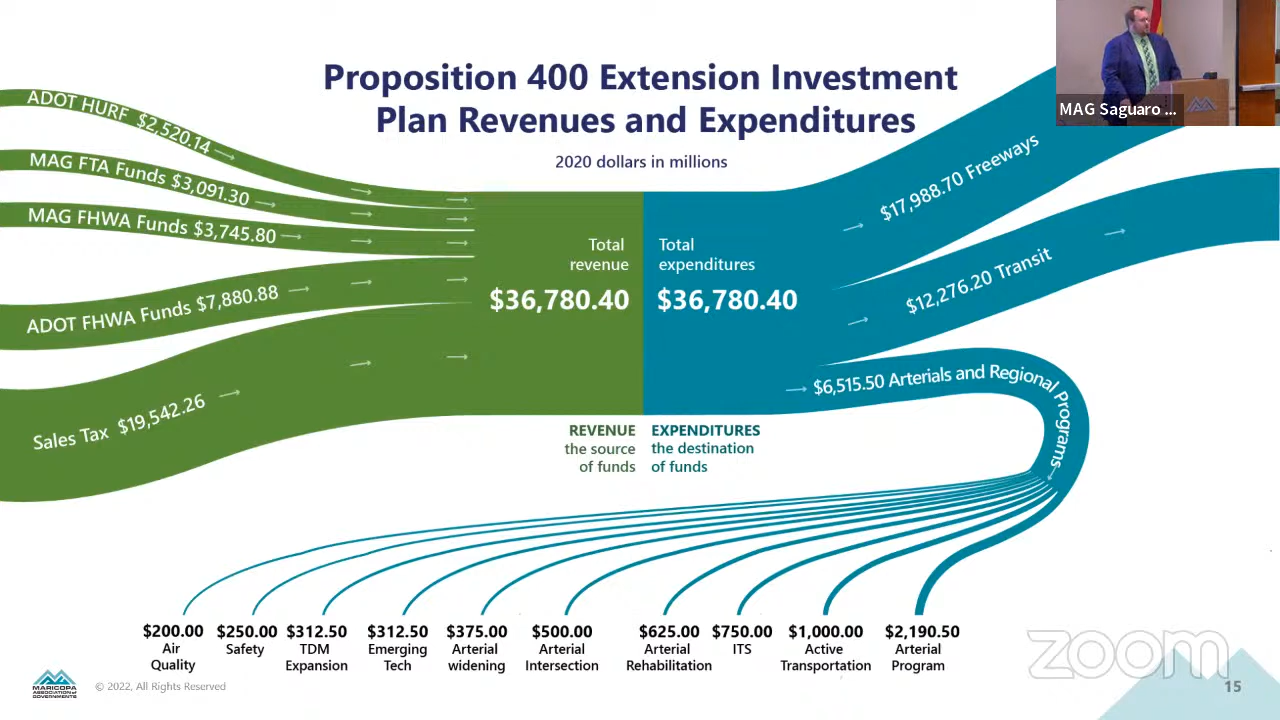 Proposition 400 Extension Investment
Plan Revenues and Expenditures
2020 dollars in millions
MAG Saguaro ...
ADOT HURF $2,520.14
MAG FTA Funds $3,091.30
MAG FHWA Funds $3,745.80
ADOT FHWA Funds $7,880.88
Sales Tax $19,542.26
Total
revenue
$36,780.40
Total
expenditures
$36,780.40
$17,988.70 Freeways
$12,276.20 Transit
$6,515.50 Arterials and Regional Programs
REVENUE
the source
of funds
EXPENDITURES
the destination
of funds
$200.00
Air
Quality
$250.00
Safety
$312.50
TDM
Expansion
$312.50
Emerging
Tech
$375.00
Arterial
widening
$500.00
Arterial
Intersection
$625.00
Arterial
Rehabilitation
$750.00
ITS
$1,000.00
Active
Transportation
$2,190.50
Arterial
Program
MARICOPA
ASSOCIATION of
GOVERNMENTS
© 2022, All Rights Reserved
zoom
15